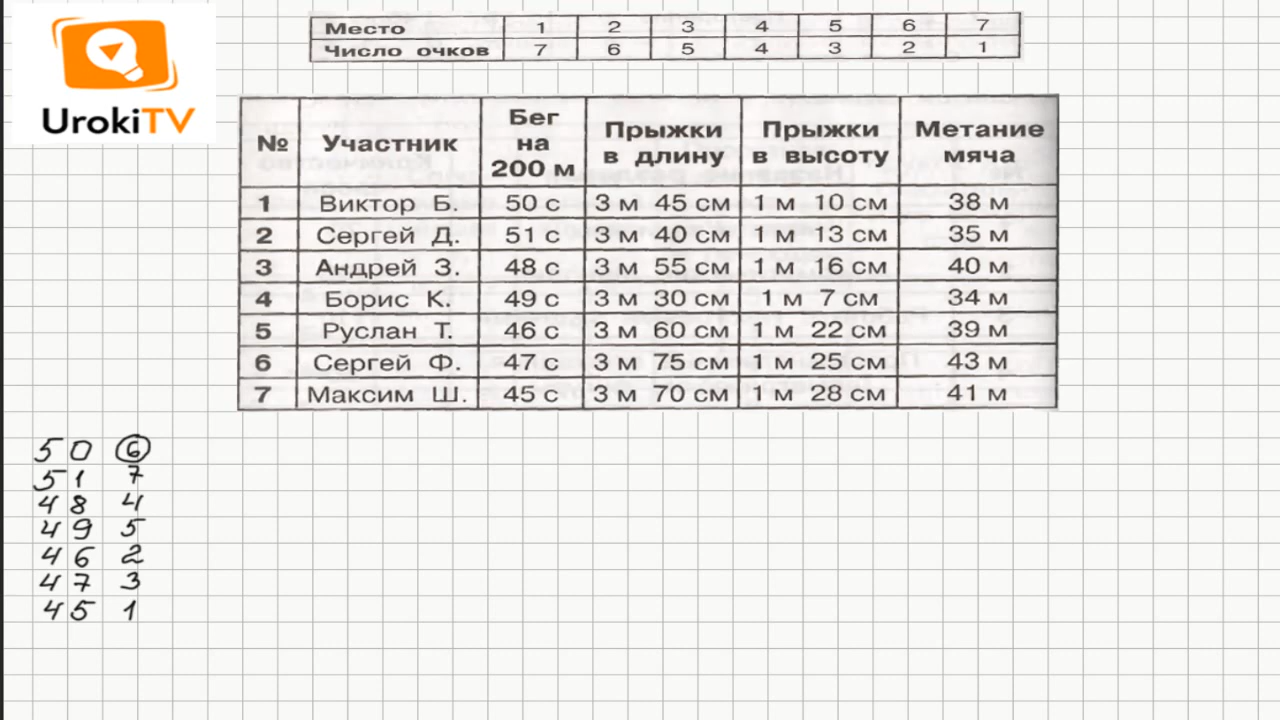 UrokiTV
Место 1 2 3 4 5 6 7
Число очков 7 6 5 4 3 2 1
№ Участник Бег на 200 м Прыжки в длину Прыжки в высоту Метание мяча
1 Виктор Б. 50 с 3 м 45 см 1 м 10 см 38 м
2 Сергей Д. 51 с 3 м 40 см 1 м 13 см 35 м
3 Андрей З. 48 с 3 м 55 см 1 м 16 см 40 м
4 Борис К. 49 с 3 м 30 см 1 м 7 см 34 м
5 Руслан Т. 46 с 3 м 60 см 1 м 22 см 39 м
6 Сергей Ф. 47 с 3 м 75 см 1 м 25 см 43 м
7 Максим Ш. 45 с 3 м 70 см 1 м 28 см 41 м
50 6
51 7
48 4
49 5
46 2
47 3
45 1